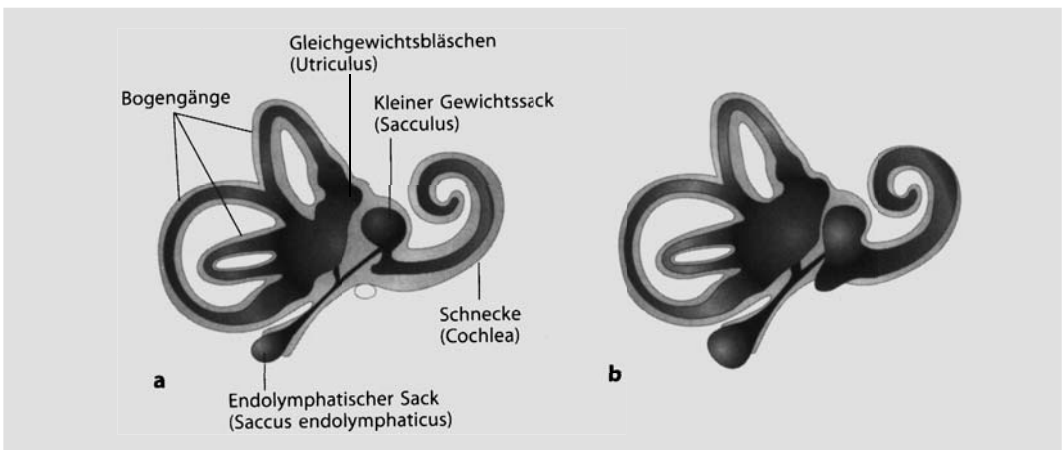 Gleichgewichtsbläschen
(Utriculus)
Bogengänge
Kleiner Gewichtssack
(Sacculus)
Schnecke
(Cochlea)
a
b
Endolymphatischer Sack
(Saccus endolymphaticus)